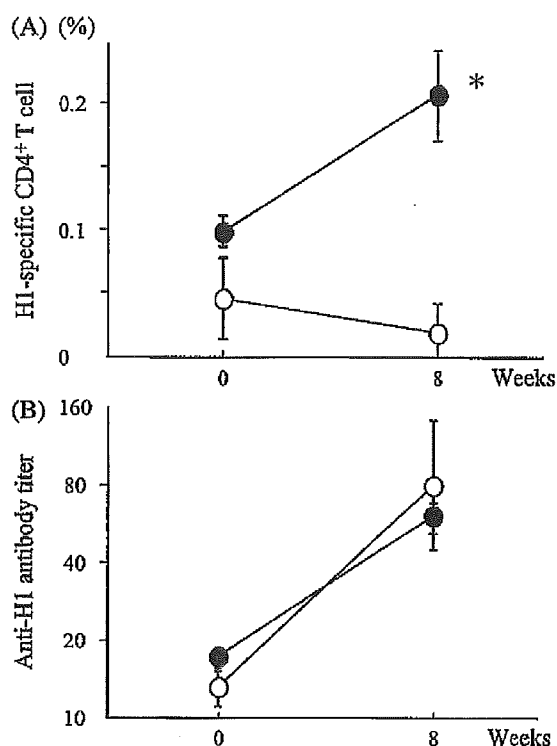 (A) (%)
H1-specific CD4+ T cell
0.2
*
0.1
0
0 8 Weeks
(B)
Anti-H1 antibody titer
160
80
40
20
10
0 8 Weeks